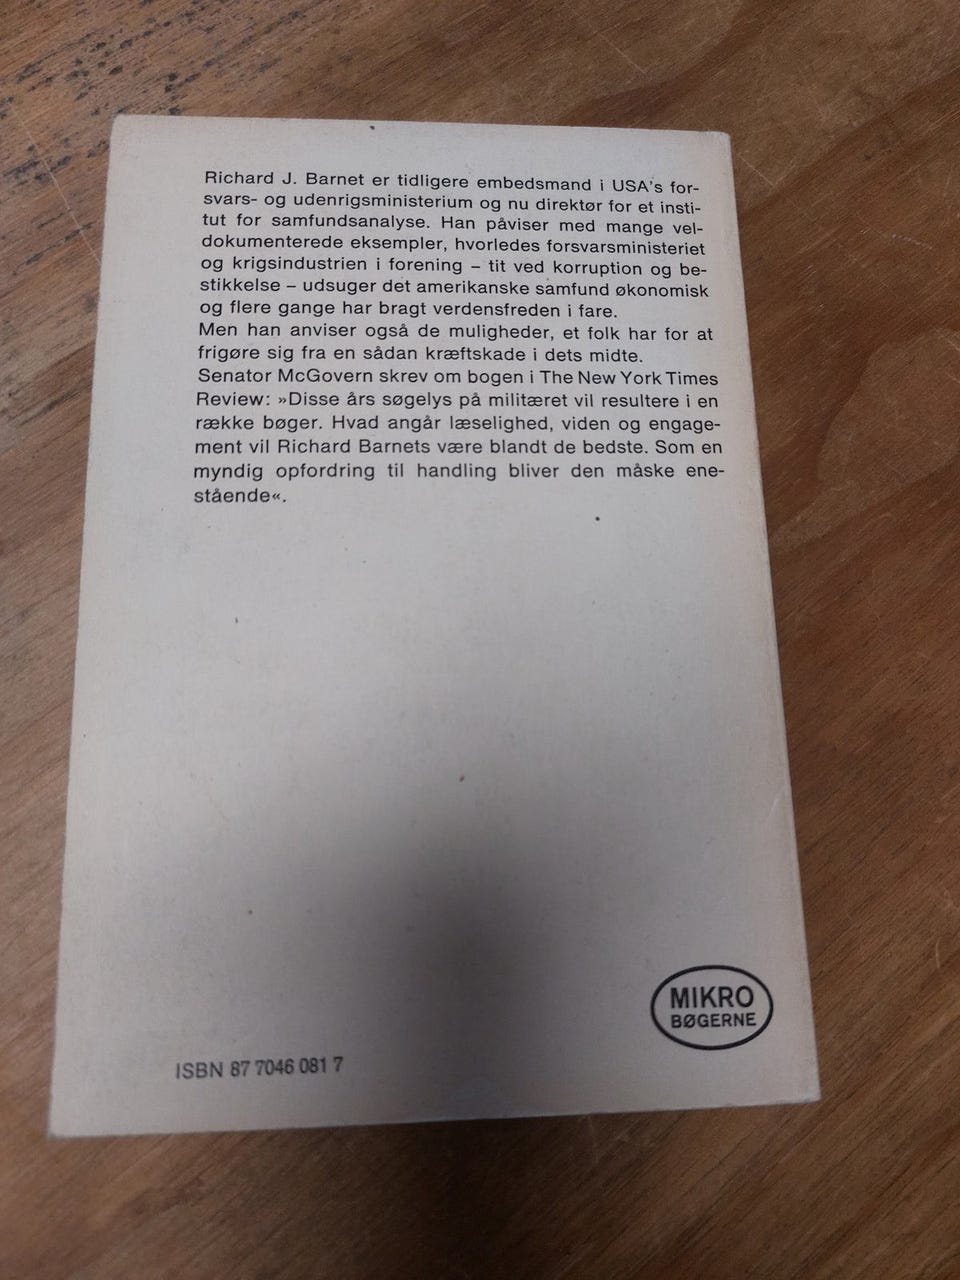 Richard J. Barnet er tidligere embedsmand i USA's for-
svars- og udenrigsministerium og nu direktør for et insti-
tut for samfundsanalyse. Han påviser med mange vel-
dokumenterede eksempler, hvorledes forsvarsministeriet
og krigsindustrien i forening – tit ved korruption og be-
stikkelse – udsuger det amerikanske samfund økonomisk
og flere gange har bragt verdensfreden i fare.
Men han anviser også de muligheder, et folk har for at
frigøre sig fra en sådan kræftskade i dets midte.
Senator McGovern skrev om bogen i The New York Times
Review: »Disse års søgelys på militæret vil resultere i en
række bøger. Hvad angår læselighed, viden og engage-
ment vil Richard Barnets være blandt de bedste. Som en
myndig opfordring til handling bliver den måske ene-
stående«.
MIKRO
BØGERNE
ISBN 87 7046 081 7